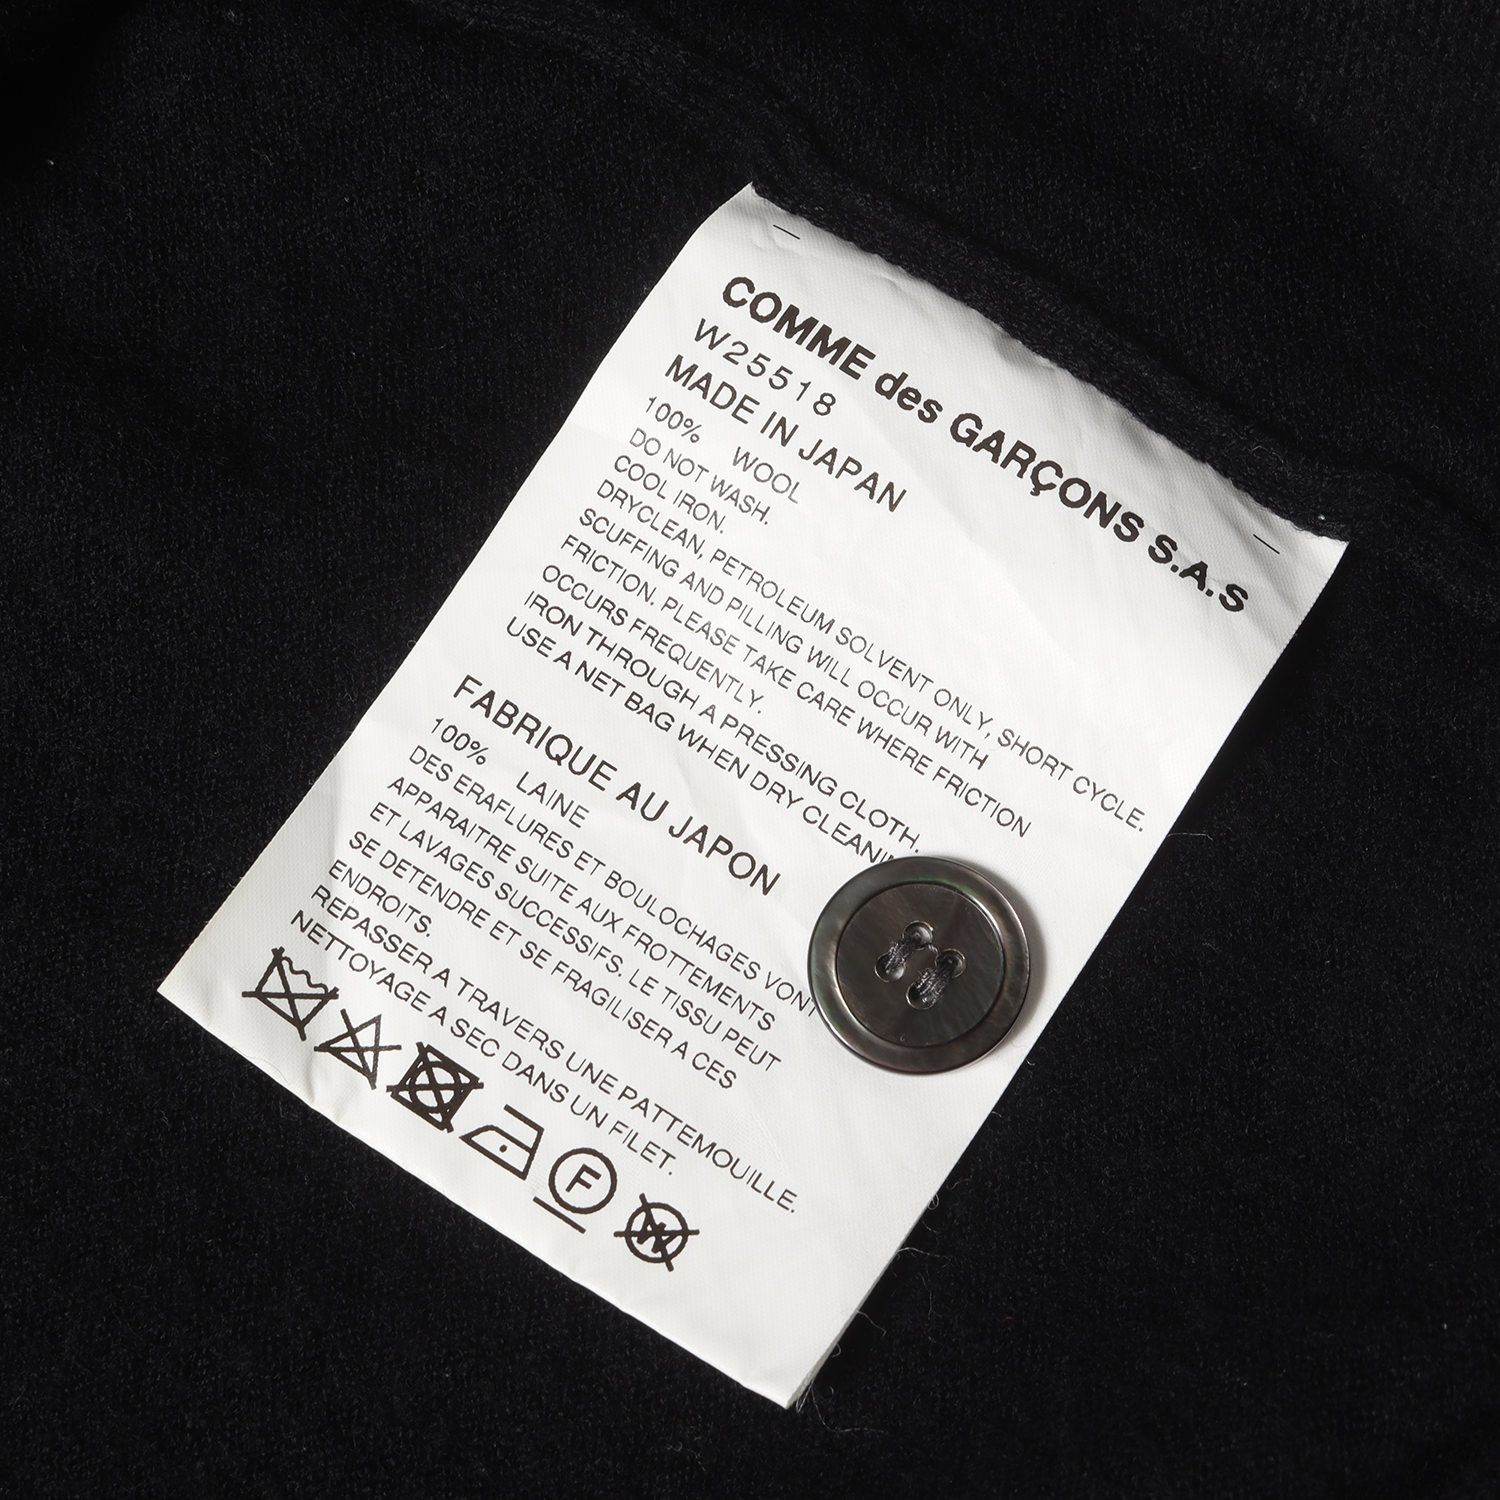 COMME des GARÇONS S.A.S
W25518
MADE IN JAPAN
100% WOOL
DO NOT WASH.
COOL IRON.
DRYCLEAN, PETROLEUM SOLVENT ONLY, SHORT CYCLE.
SCUFFING AND PILLING WILL OCCUR WITH
FRICTION. PLEASE TAKE CARE WHERE FRICTION
OCCURS FREQUENTLY.
IRON THROUGH A PRESSING CLOTH.
USE A NET BAG WHEN DRY
FABRIQUE AU JAPON
100% LAINE
DES ERAFLURES ET BOULOCHAGES VONT
APPARAITRE SUITE AUX FROTTEMENTS
ET LAVAGES SUCCESSIFS. LE TISSU PEUT
SE DETENDRE ET SE FRAGILISER A CES
ENDROITS.
REPASSER A TRAVERS UNE PATTEMOUILLE.
NETTOYAGE A SEC DANS UN FILET.
F
W